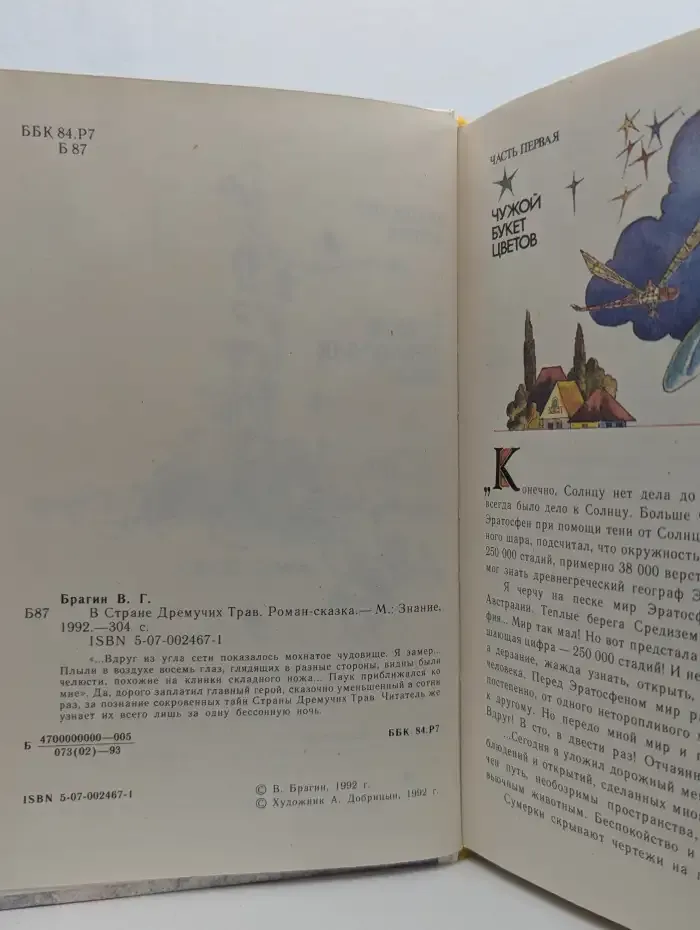 ББК 84.Р7
Б 87
Брагин В. Г.
Б87 В Стране Дремучих Трав. Роман-сказка.— М.: Знание,
1992.—304 с.
ISBN 5-07-002467-1
«...Вдруг из угла сети показалось мохнатое чудовище. Я замер...
Плыли в воздухе восемь глаз, глядящих в разные стороны, видны были
челюсти, похожие на клинки складного ножа... Паук приближался ко
мне». Да, дорого заплатил главный герой, сказочно уменьшенный в сотни
раз, за познание сокровенных тайн Страны Дремучих Трав. Читатель же
узнает их всего лишь за одну бессонную ночь.
Б 4700000000—005
073(02)—93
ББК 84.Р7
ISBN 5-07-002467-1
© В. Брагин, 1992 г.
© Художник А. Добрицын, 1992 г.
ЧАСТЬ ПЕРВАЯ
ЧУЖОЙ
БУКЕТ
ЦВЕТОВ
„Конечно, Солнцу нет дела до
всегда было дело к Солнцу. Больше
Эратосфен при помощи тени от Солн
ного шара, подсчитал, что окружность
250 000 стадий, примерно 38 000 верст
мог знать древнегреческий географ Э
Я черчу на песке мир Эратосф
Австралии. Теплые берега Средизем
фия... Мир так мал! Но вот предстала
шающая цифра — 250 000 стадий! И не
а дерзание, жажда узнать, открыть,
человека. Перед Эратосфеном мир р
постепенно, от одного неторопливого
к другому. Но передо мной мир и
Вдруг! В сто, в двести раз! Отчаянн
...Сегодня я уложил дорожный ме
блюдений и открытий, сделанных мно
чен путь, необозримы пространства,
вьючным животным. Беспокойство и
Сумерки скрывают чертежи на п